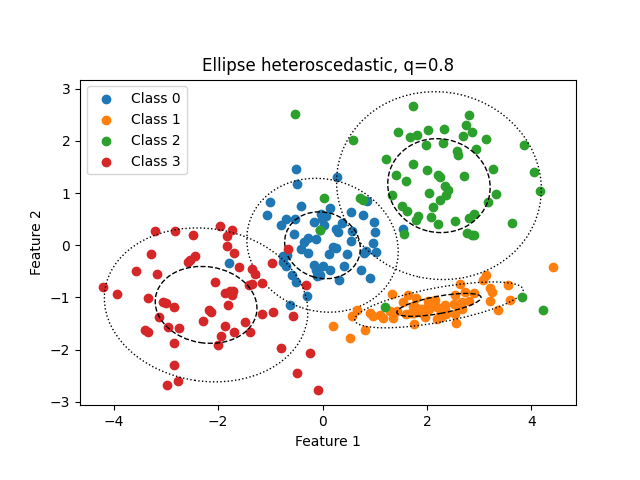 Ellipse heteroscedastic, q=0.8
Class 0
Class 1
Class 2
Class 3
Feature 2
3
2
1
0
−1
−2
−3
−4
−2
0
2
4
Feature 1